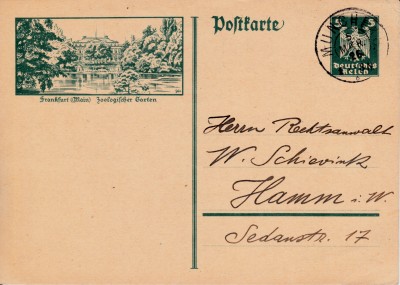 Postkarte
Deutsches
Reich
Frankfurt (Main) Zoologischer Garten
Herrn Rechtsanwalt
W. Schievink
Hamm i. W.
Sedanstr. 17